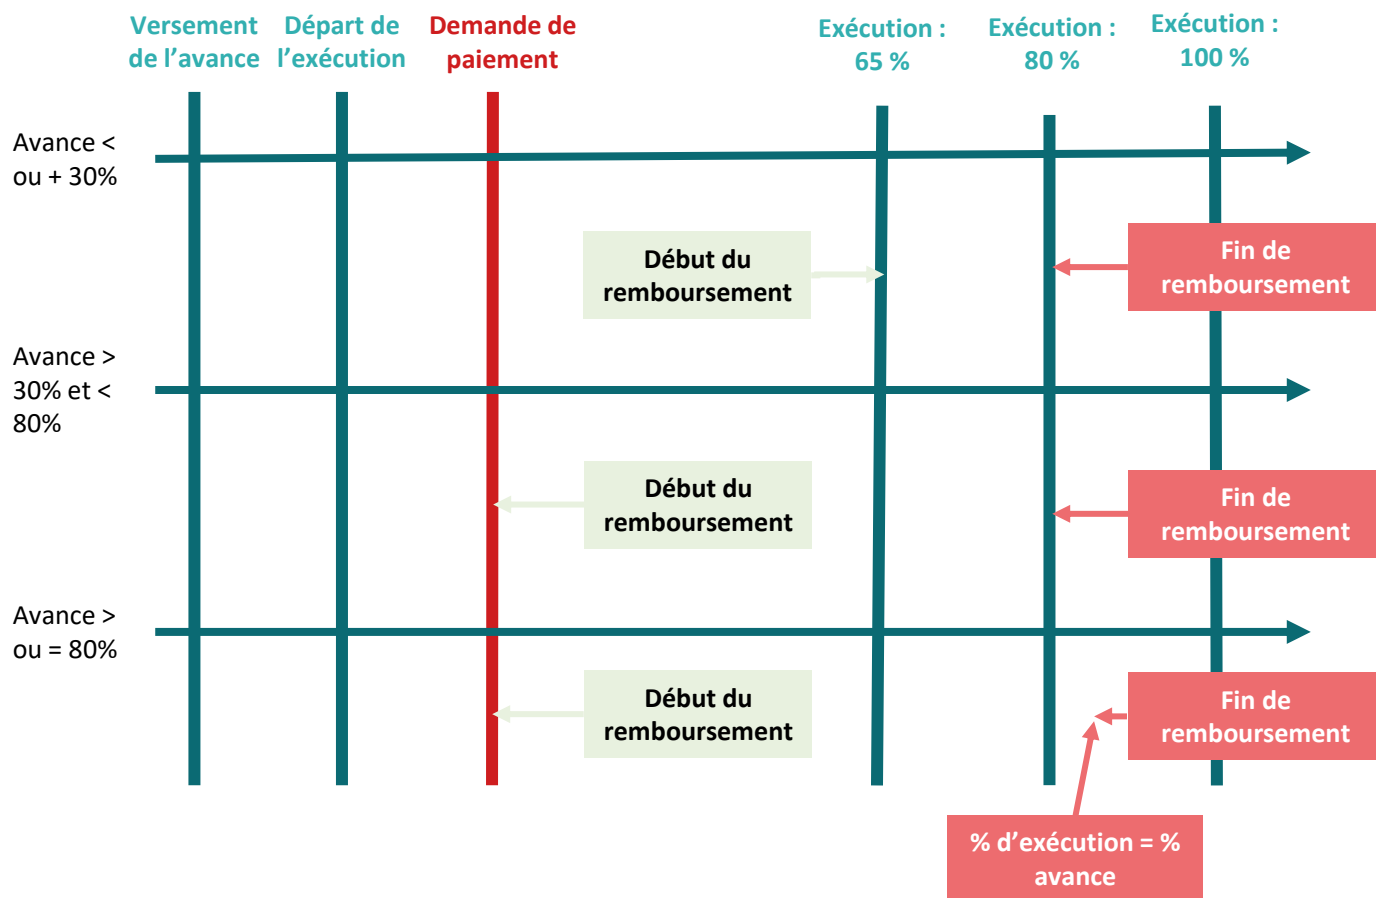 Versement
de l’avance
Départ de
l’exécution
Demande de
paiement
Exécution :
65 %
Exécution :
80 %
Exécution :
100 %
Avance <
ou + 30%
Début du
remboursement
Fin de
remboursement
Avance >
30% et <
80%
Début du
remboursement
Fin de
remboursement
Avance >
ou = 80%
Début du
remboursement
Fin de
remboursement
% d’exécution = %
avance